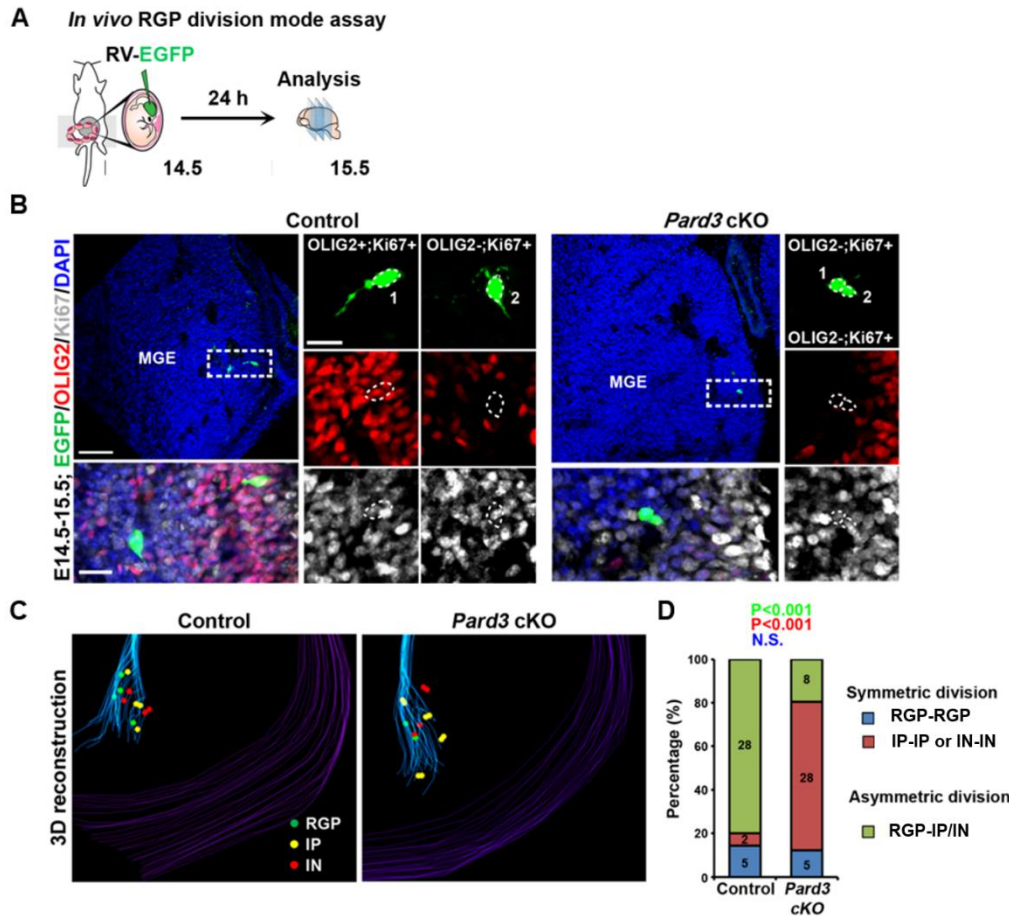 A
In vivo RGP division mode assay
RV-EGFP
24 h
Analysis
14.5
15.5
B
Control
Pard3 cKO
E14.5-15.5; EGFP/OLIG2/Ki67/DAPI
MGE
OLIG2+;Ki67+
1
OLIG2-;Ki67+
2
MGE
OLIG2-;Ki67+
1
2
OLIG2-;Ki67+
C
Control
Pard3 cKO
3D reconstruction
RGP
IP
IN
D
P<0.001
P<0.001
N.S.
Percentage (%)
100
80
60
40
20
0
28
2
5
8
28
5
Control
Pard3
cKO
Symmetric division
RGP-RGP
IP-IP or IN-IN
Asymmetric division
RGP-IP/IN